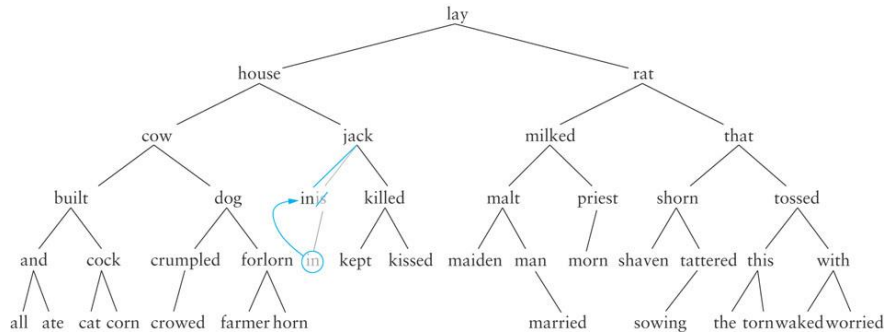 lay
house rat
cow jack milked that
built dog in is killed malt priest shorn tossed
and cock crumpled forlorn in kept kissed maiden man morn shaven tattered this with
all ate cat corn crowed farmer horn married sowing the torn waked worried